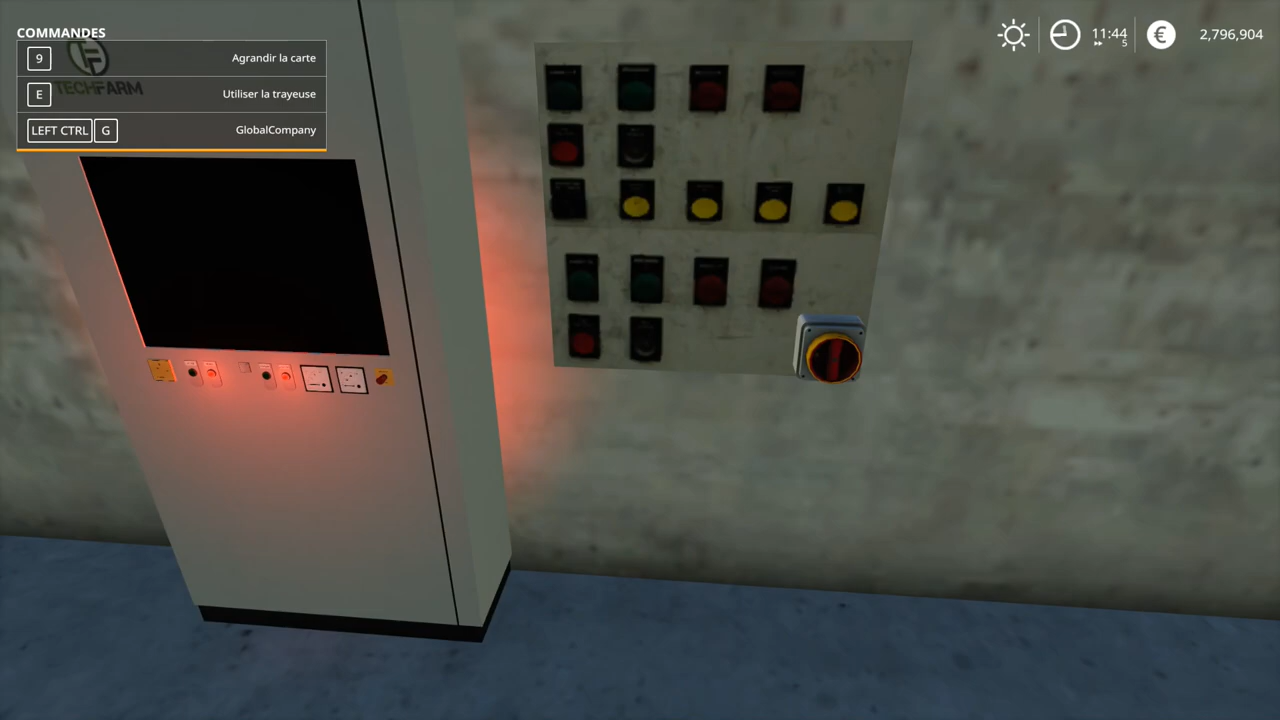 COMMANDES
9 Agrandir la carte
E Utiliser la trayeuse
LEFT CTRL G GlobalCompany
TECHFARM
11:44
5
2,796,904